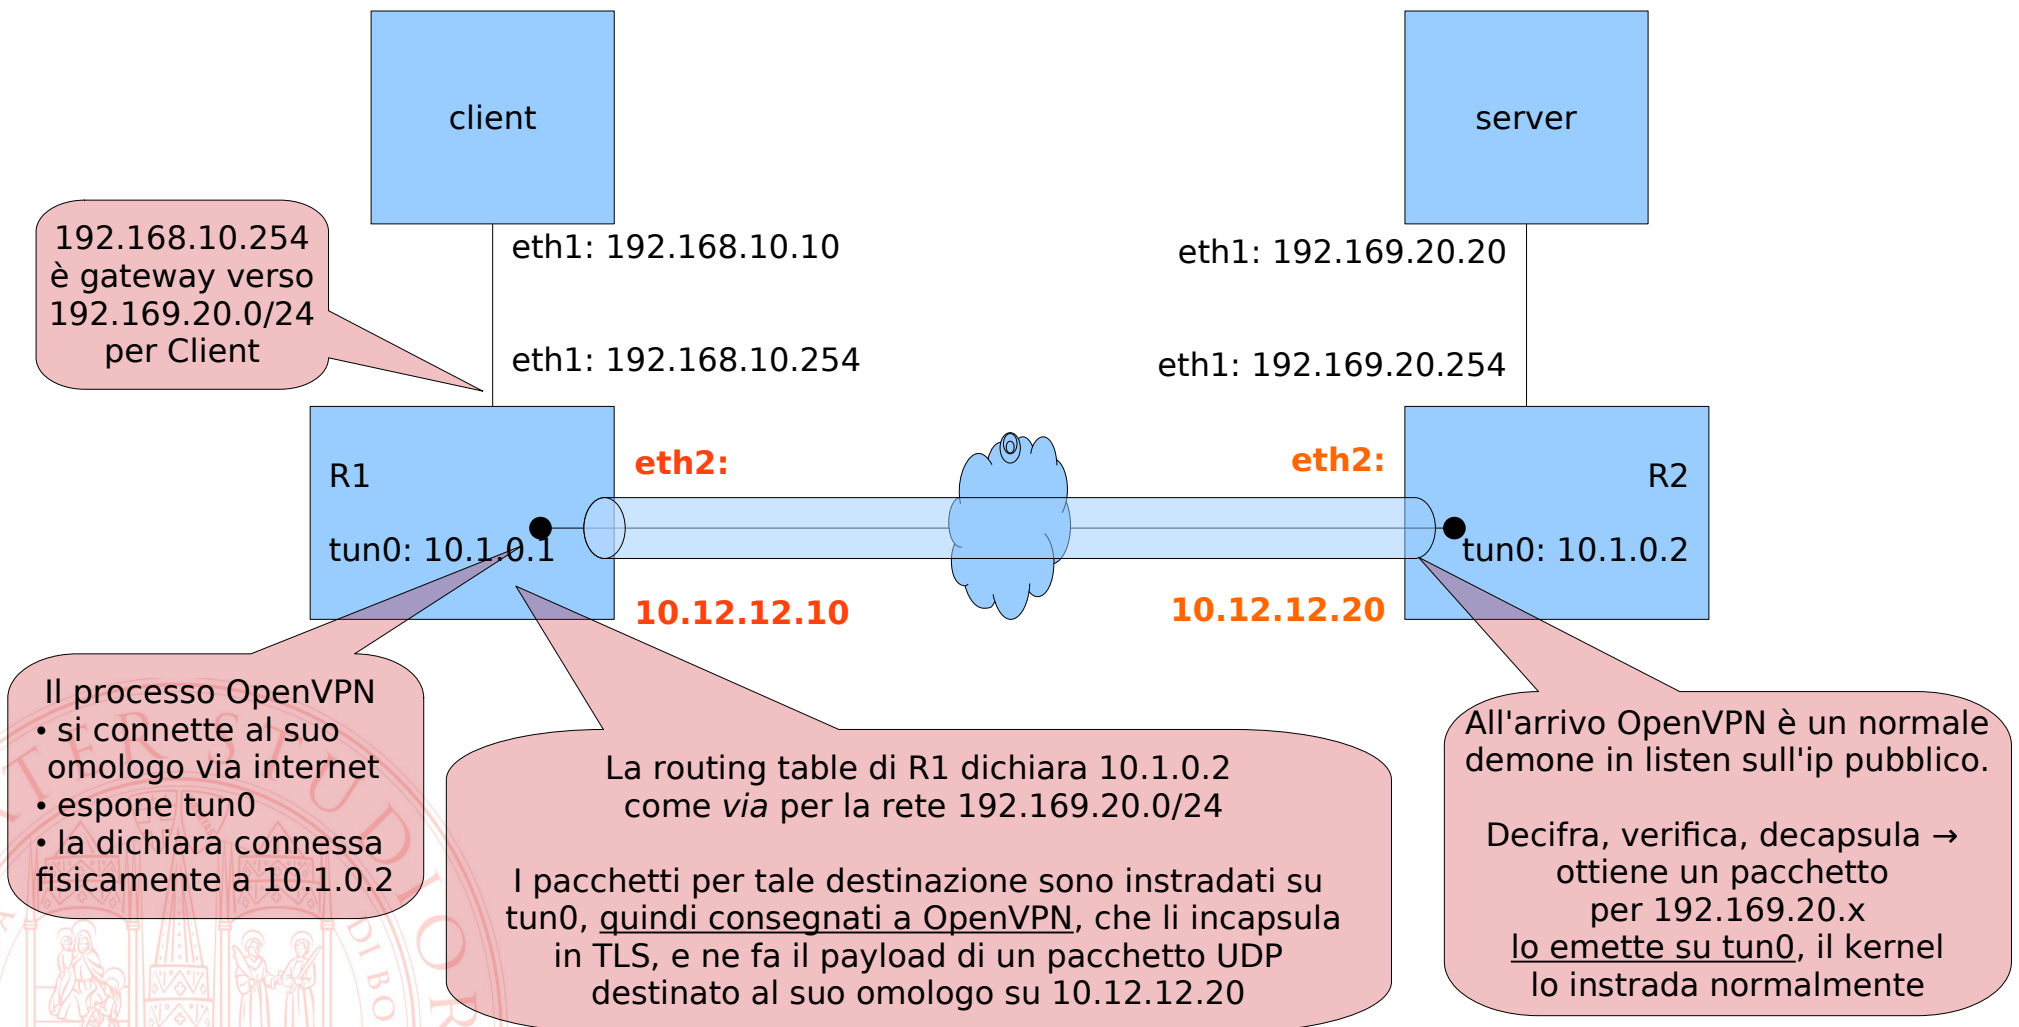 client
server
192.168.10.254
è gateway verso
192.169.20.0/24
per Client
eth1: 192.168.10.10
eth1: 192.169.20.20
eth1: 192.168.10.254
eth1: 192.169.20.254
R1
eth2:
eth2:
R2
tun0: 10.1.0.1
tun0: 10.1.0.2
10.12.12.10
10.12.12.20
Il processo OpenVPN
• si connette al suo
omologo via internet
• espone tun0
• la dichiara connessa
fisicamente a 10.1.0.2
La routing table di R1 dichiara 10.1.0.2
come via per la rete 192.169.20.0/24
I pacchetti per tale destinazione sono instradati su
tun0, quindi consegnati a OpenVPN, che li incapsula
in TLS, e ne fa il payload di un pacchetto UDP
destinato al suo omologo su 10.12.12.20
All'arrivo OpenVPN è un normale
demone in listen sull'ip pubblico.
Decifra, verifica, decapsula →
ottiene un pacchetto
per 192.169.20.x
lo emette su tun0, il kernel
lo instrada normalmente